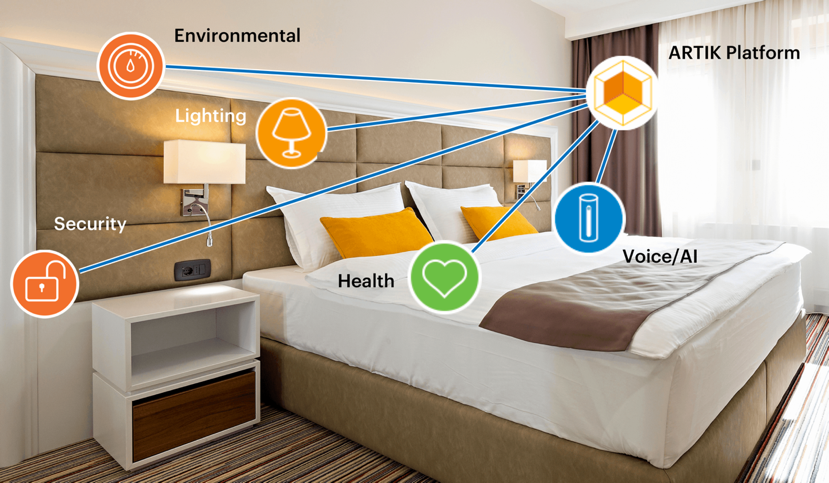 Environmental
ARTIK Platform
Lighting
Security
Health
Voice/AI